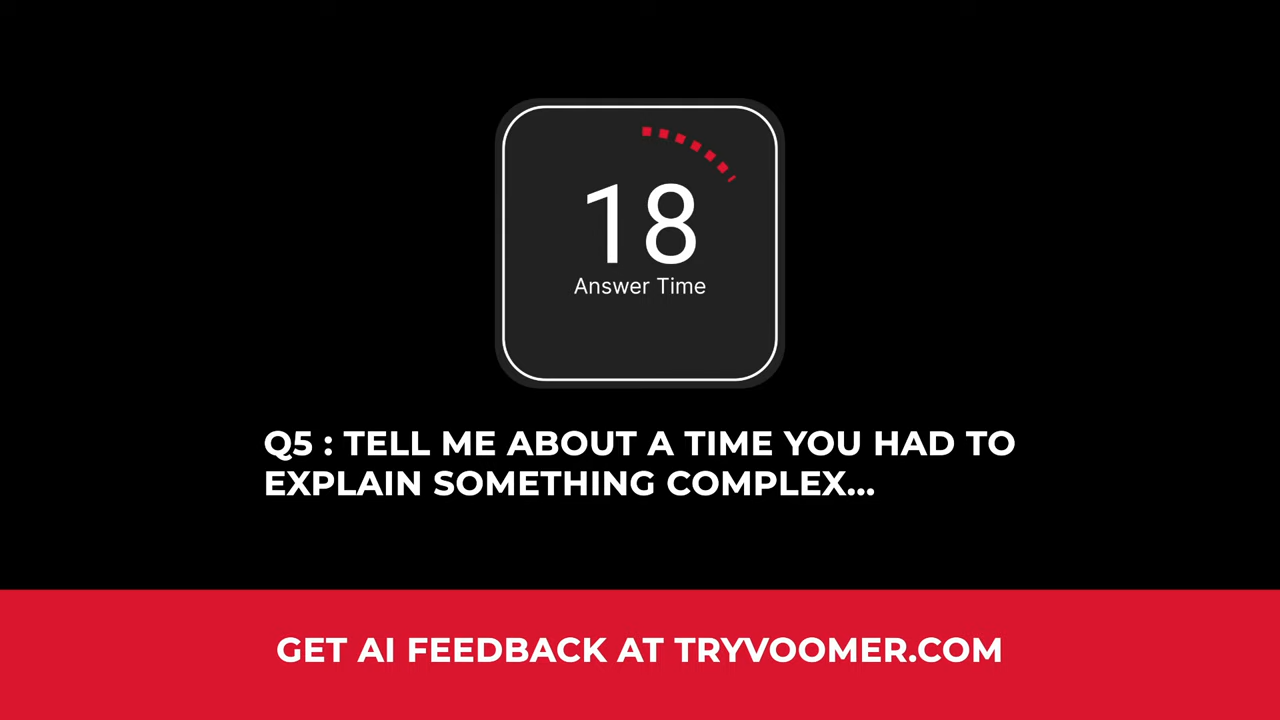 18
Answer Time
Q5 : TELL ME ABOUT A TIME YOU HAD TO
EXPLAIN SOMETHING COMPLEX...
GET AI FEEDBACK AT TRYVOOMER.COM